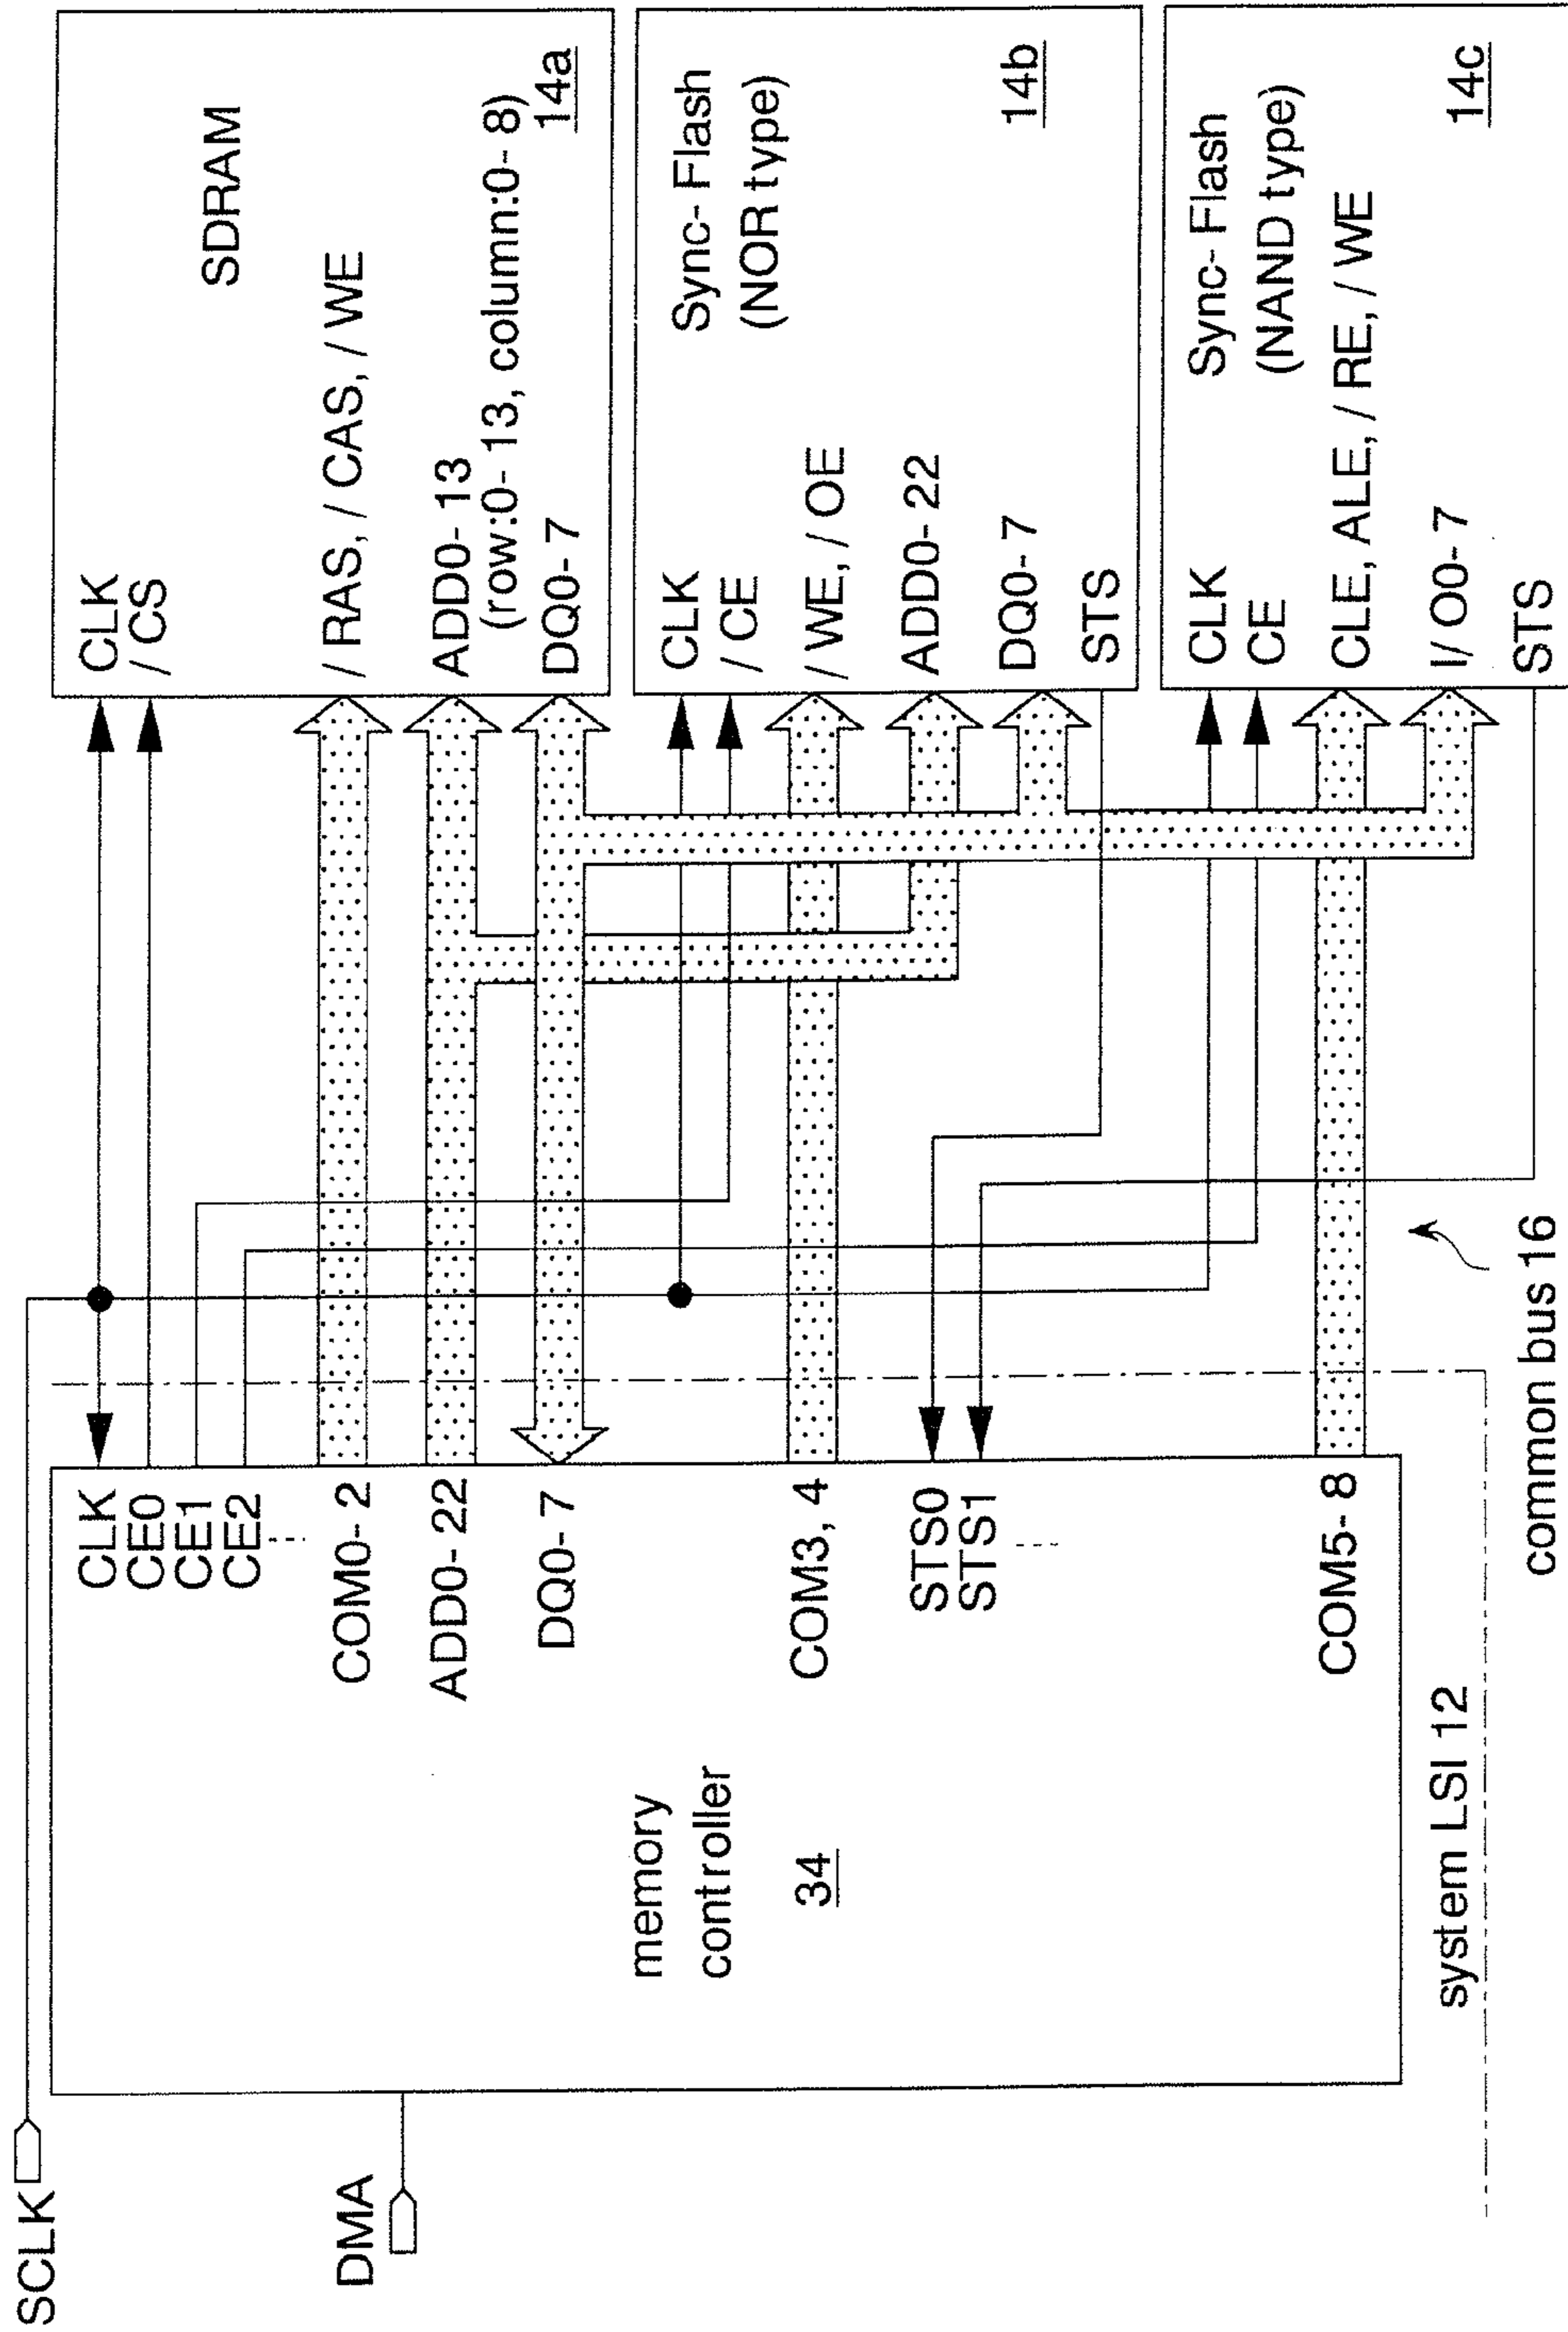 SCLK
DMA
memory
controller
34
CLK
CE0
CE1
CE2
COM0-2
ADD0-22
DQ0-7
COM3, 4
STS0
STS1
COM5-8
system LSI 12
common bus 16
SDRAM
14a
CLK
/CS
/RAS, /CAS, /WE
ADD0-13
(row:0-13, column:0-8)
DQ0-7
Sync-Flash
(NOR type)
14b
CLK
/CE
/WE, /OE
ADD0-22
DQ0-7
STS
Sync-Flash
(NAND type)
14c
CLK
CE
CLE, ALE, /RE, /WE
I/O0-7
STS